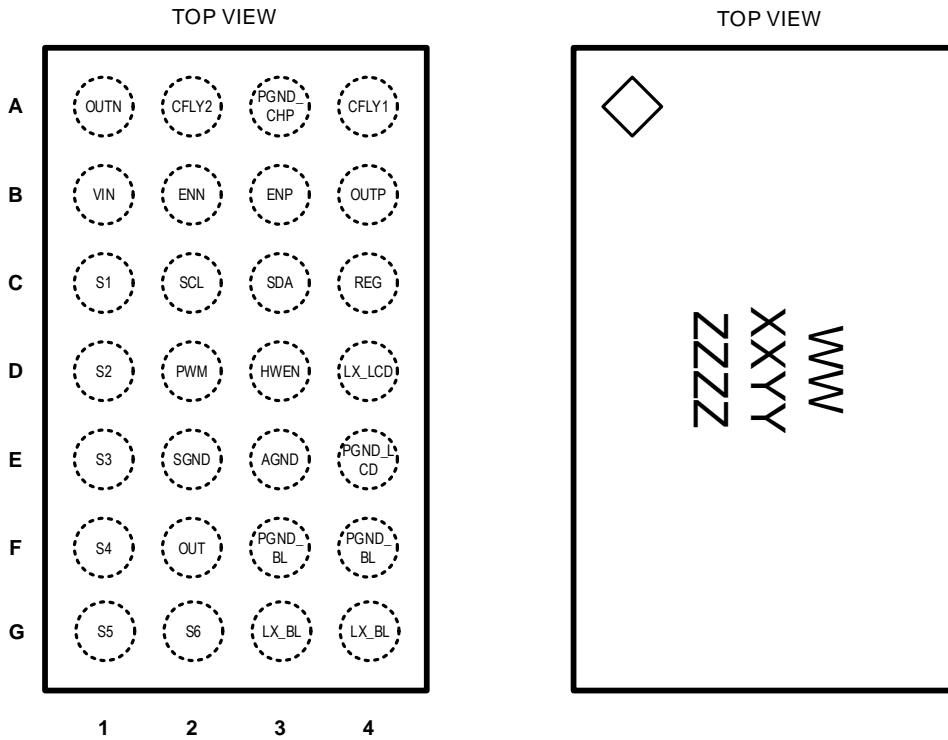 TOP VIEW
TOP VIEW
A OUTN CFLY2 PGND_
CHP CFLY1
B VIN ENN ENP OUTP
C S1 SCL SDA REG
D S2 PWM HWEN LX_LCD
E S3 SGND AGND PGND_L
CD
F S4 OUT PGND_
BL PGND_
BL
G S5 S6 LX_BL LX_BL
1 2 3 4
WW
XXYY
ZZZZ